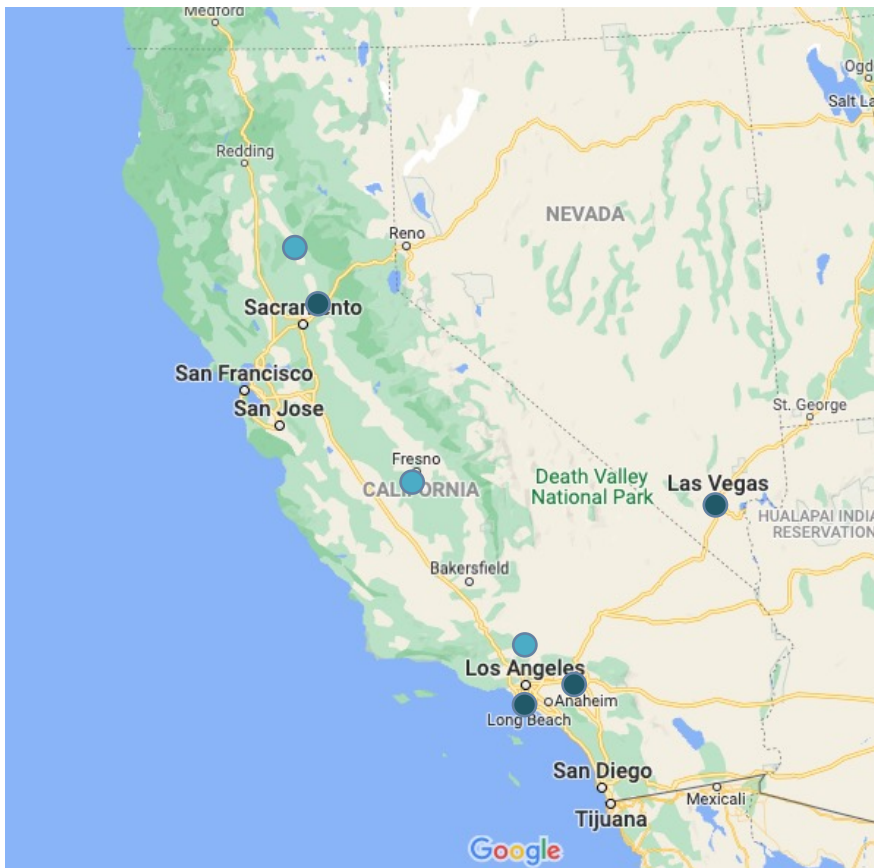 Medford
Ogd
Salt La
Redding
NEVADA
Reno
Sacramento
San Francisco
San Jose
St. George
Fresno
CALIFORNIA
Death Valley
National Park
Las Vegas
HUALAPAI INDIA
RESERVATION
Bakersfield
Los Angeles
Anaheim
Long Beach
San Diego
Mexicali
Tijuana
Google